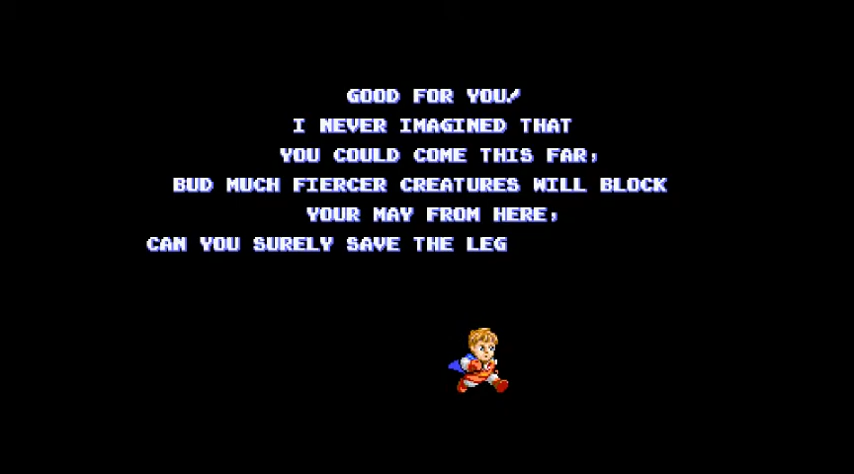 GOOD FOR YOU!
I NEVER IMAGINED THAT
YOU COULD COME THIS FAR,
BUD MUCH FIERCER CREATURES WILL BLOCK
YOUR MAY FROM HERE,
CAN YOU SURELY SAVE THE LEG